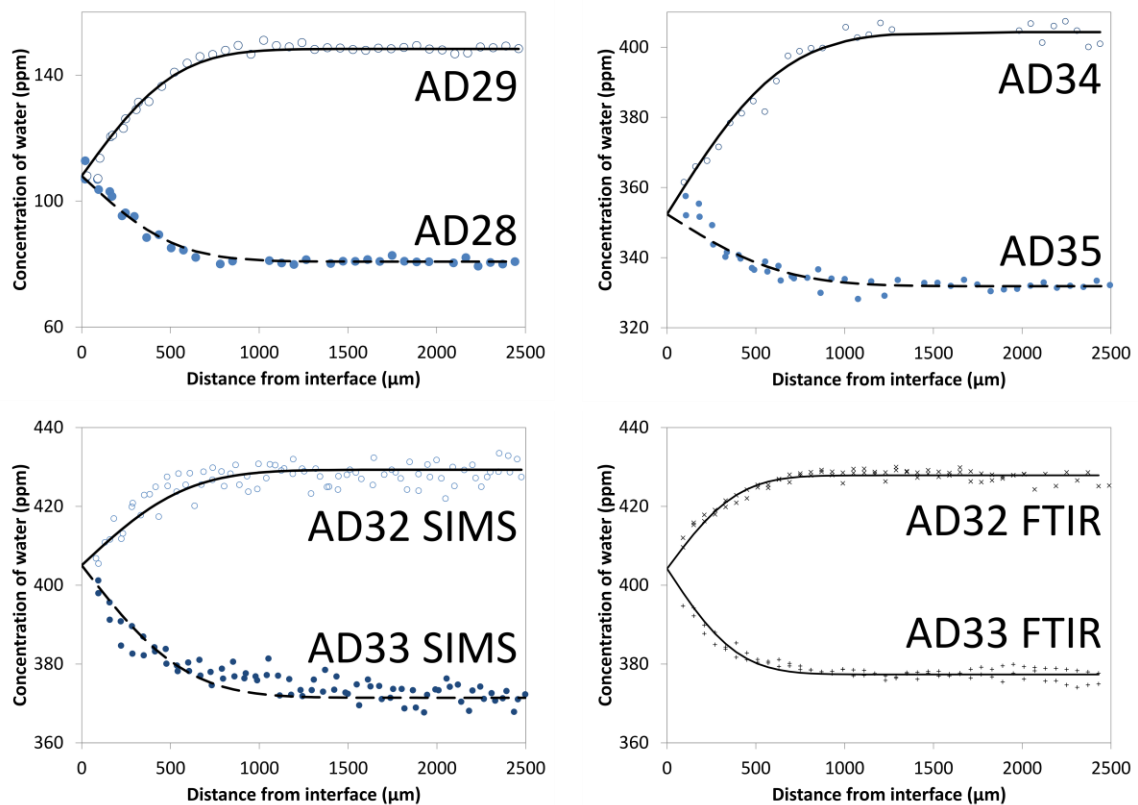 Concentration of water (ppm)
140
100
60
AD29
AD28
0 500 1000 1500 2000 2500
Distance from interface (µm)
Concentration of water (ppm)
400
380
360
340
320
AD34
AD35
0 500 1000 1500 2000 2500
Distance from interface (µm)
Concentration of water (ppm)
440
420
400
380
360
AD32 SIMS
AD33 SIMS
0 500 1000 1500 2000 2500
Distance from interface (µm)
Concentration of water (ppm)
440
420
400
380
360
AD32 FTIR
AD33 FTIR
0 500 1000 1500 2000 2500
Distance from interface (µm)